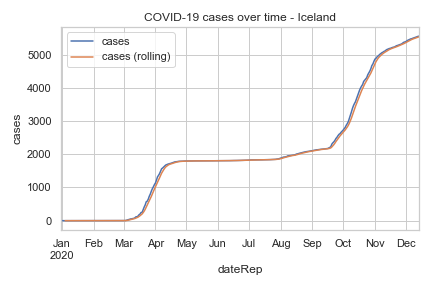 COVID-19 cases over time - Iceland
cases
cases (rolling)
5000
4000
3000
2000
1000
0
cases
Jan Feb Mar Apr May Jun Jul Aug Sep Oct Nov Dec
2020
dateRep